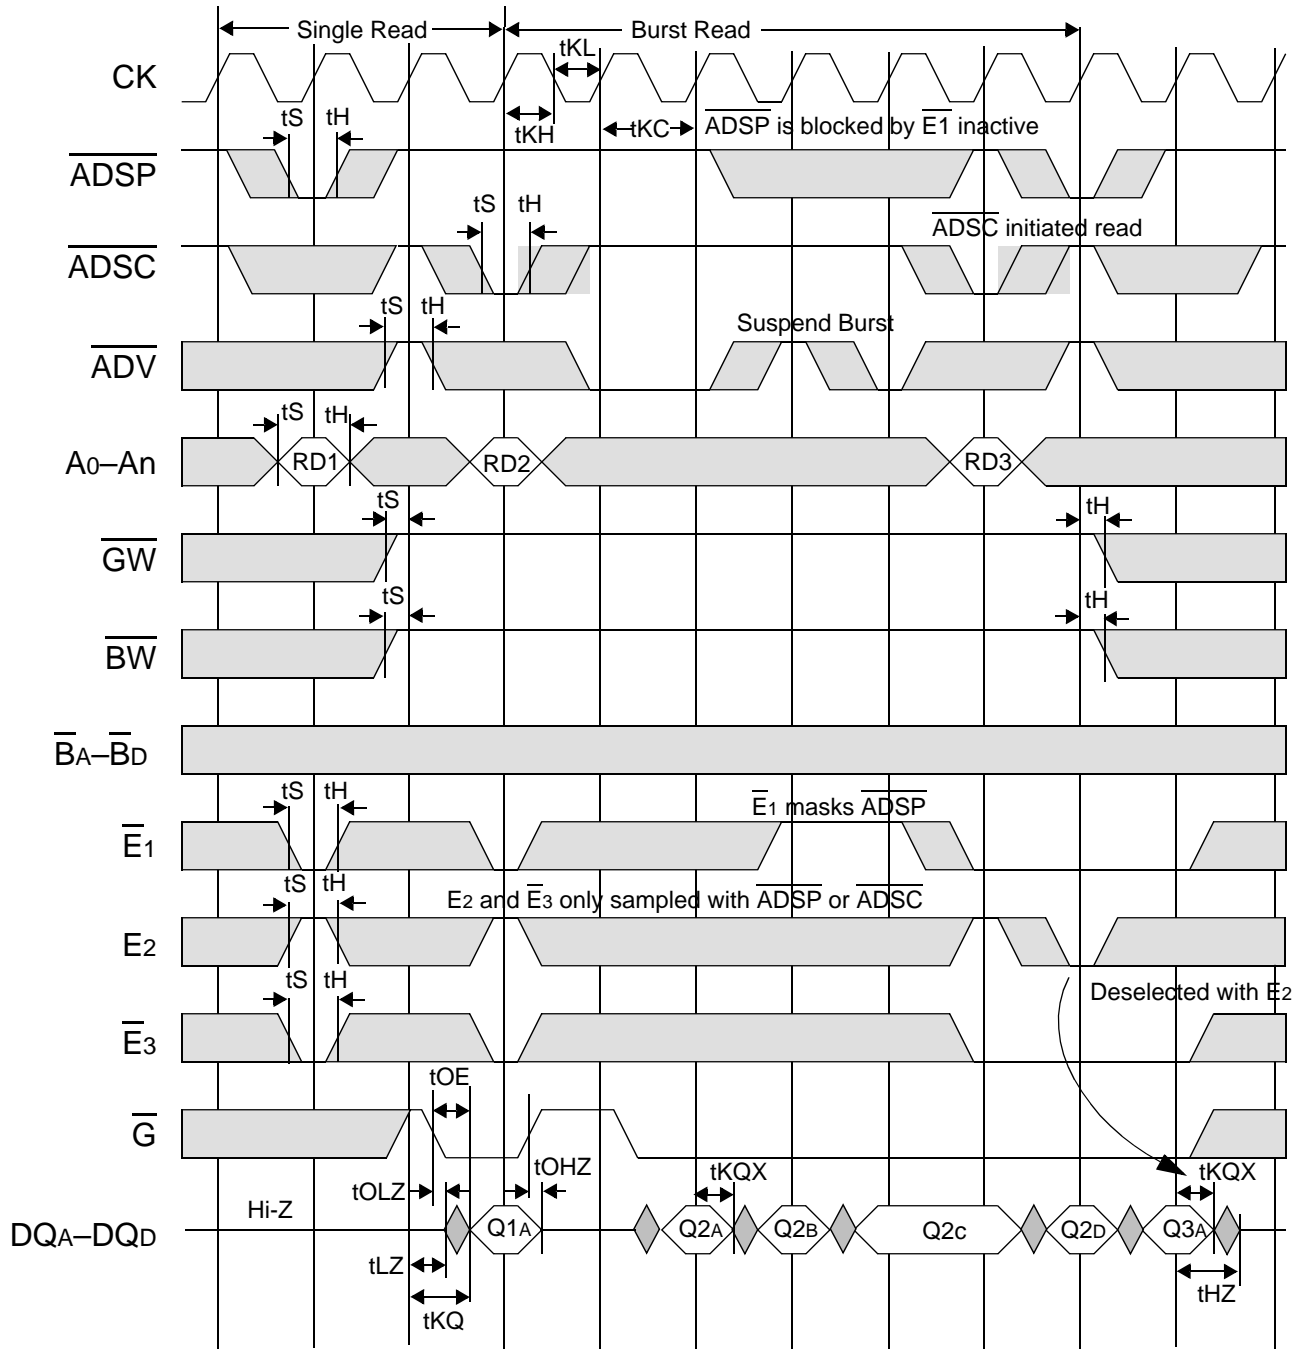 Single Read Burst Read
tKL
CK
tS tH tKH tKC ADSP is blocked by E1 inactive
ADSP
tS tH
ADSC initiated read
ADSC
tS tH
Suspend Burst
ADV
tS tH
A0–An RD1 RD2 RD3
tS tH
GW
tS tH
BW
BA–BD
tS tH E1 masks ADSP
E1
tS tH E2 and E3 only sampled with ADSP or ADSC
E2
tS tH Deselected with E2
E3
tOE
G
tOHZ tKQX tKQX
tOLZ
Hi-Z
DQA–DQD Q1A Q2A Q2B Q2c Q2D Q3A
tLZ tHZ
tKQ